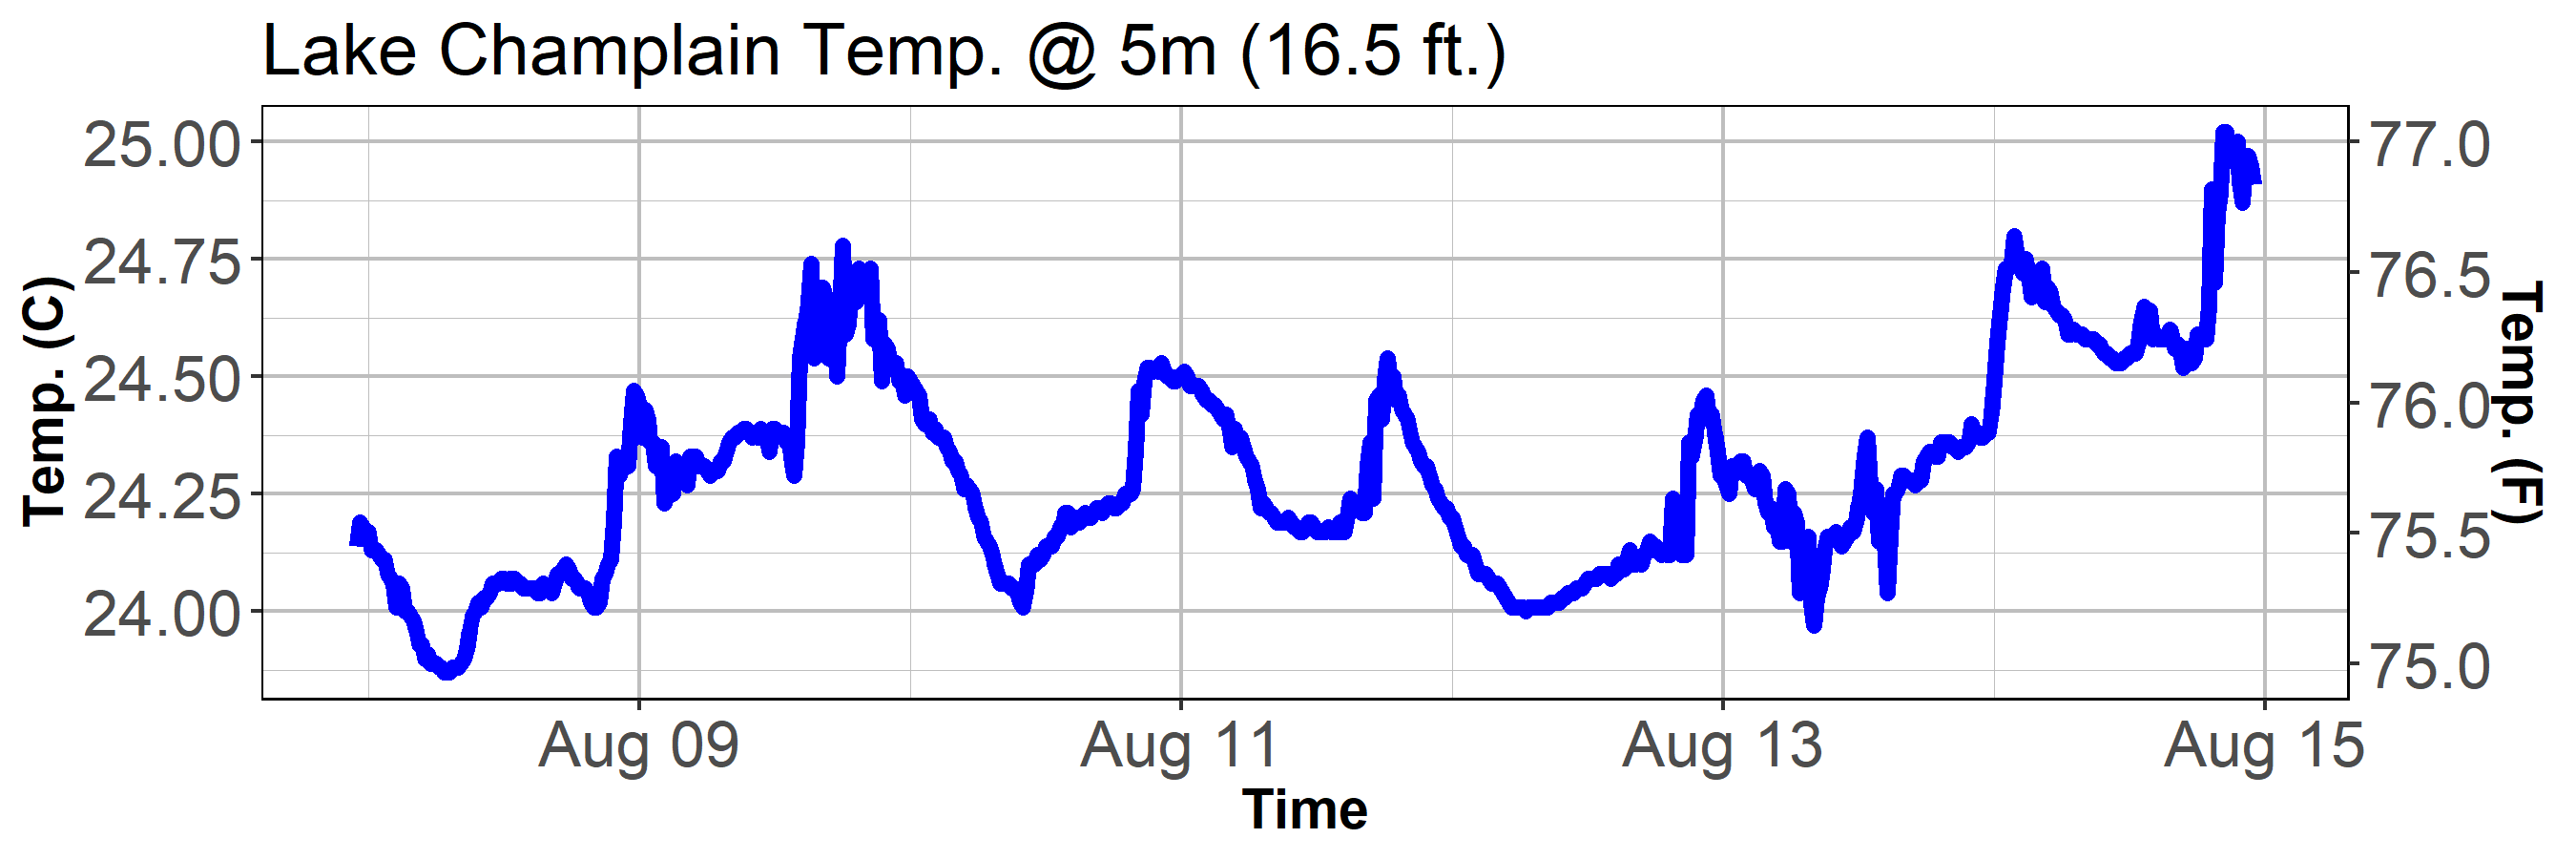 Lake Champlain Temp. @ 5m (16.5 ft.)
Temp. (C)
25.00
24.75
24.50
24.25
24.00
77.0
76.5
76.0
75.5
75.0
Temp. (F)
Aug 09 Aug 11 Aug 13 Aug 15
Time